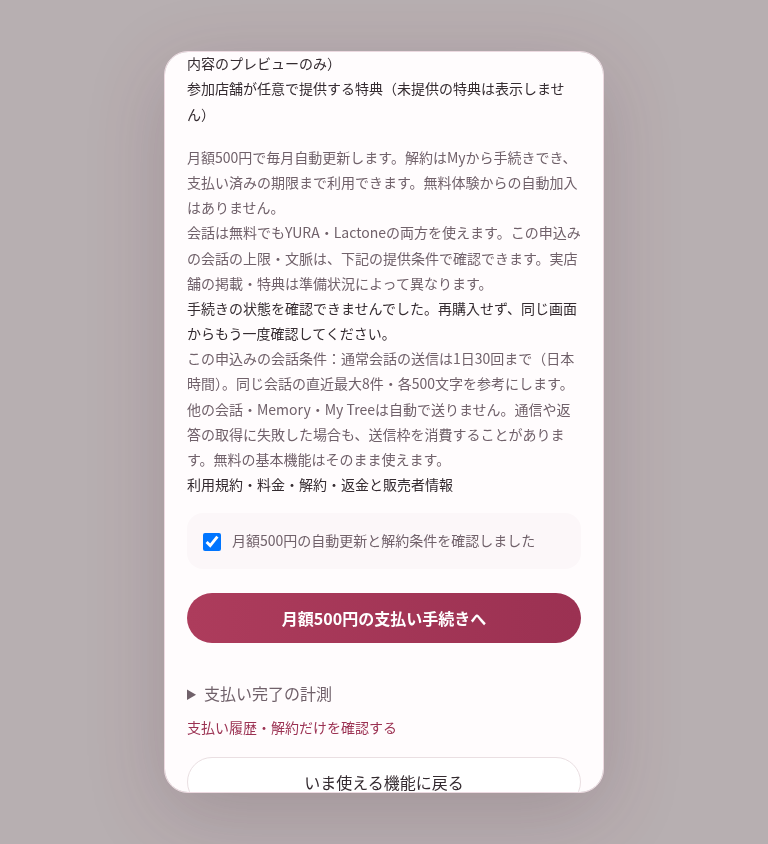 内容のプレビューのみ）
参加店舗が任意で提供する特典（未提供の特典は表示しませ
ん）
月額500円で毎月自動更新します。解約はMyから手続きでき、
支払い済みの期限まで利用できます。無料体験からの自動加入
はありません。
会話は無料でもYURA・Lactoneの両方を使えます。この申込み
の会話の上限・文脈は、下記の提供条件で確認できます。実店
舗の掲載・特典は準備状況によって異なります。
手続きの状態を確認できませんでした。再購入せず、同じ画面
からもう一度確認してください。
この申込みの会話条件：通常会話の送信は1日30回まで（日本
時間）。同じ会話の直近最大8件・各500文字を参考にします。
他の会話・Memory・My Treeは自動で送りません。通信や返
答の取得に失敗した場合も、送信枠を消費することがありま
す。無料の基本機能はそのまま使えます。
利用規約・料金・解約・返金と販売者情報
月額500円の自動更新と解約条件を確認しました
月額500円の支払い手続きへ
支払い完了の計測
支払い履歴・解約だけを確認する
いま使える機能に戻る